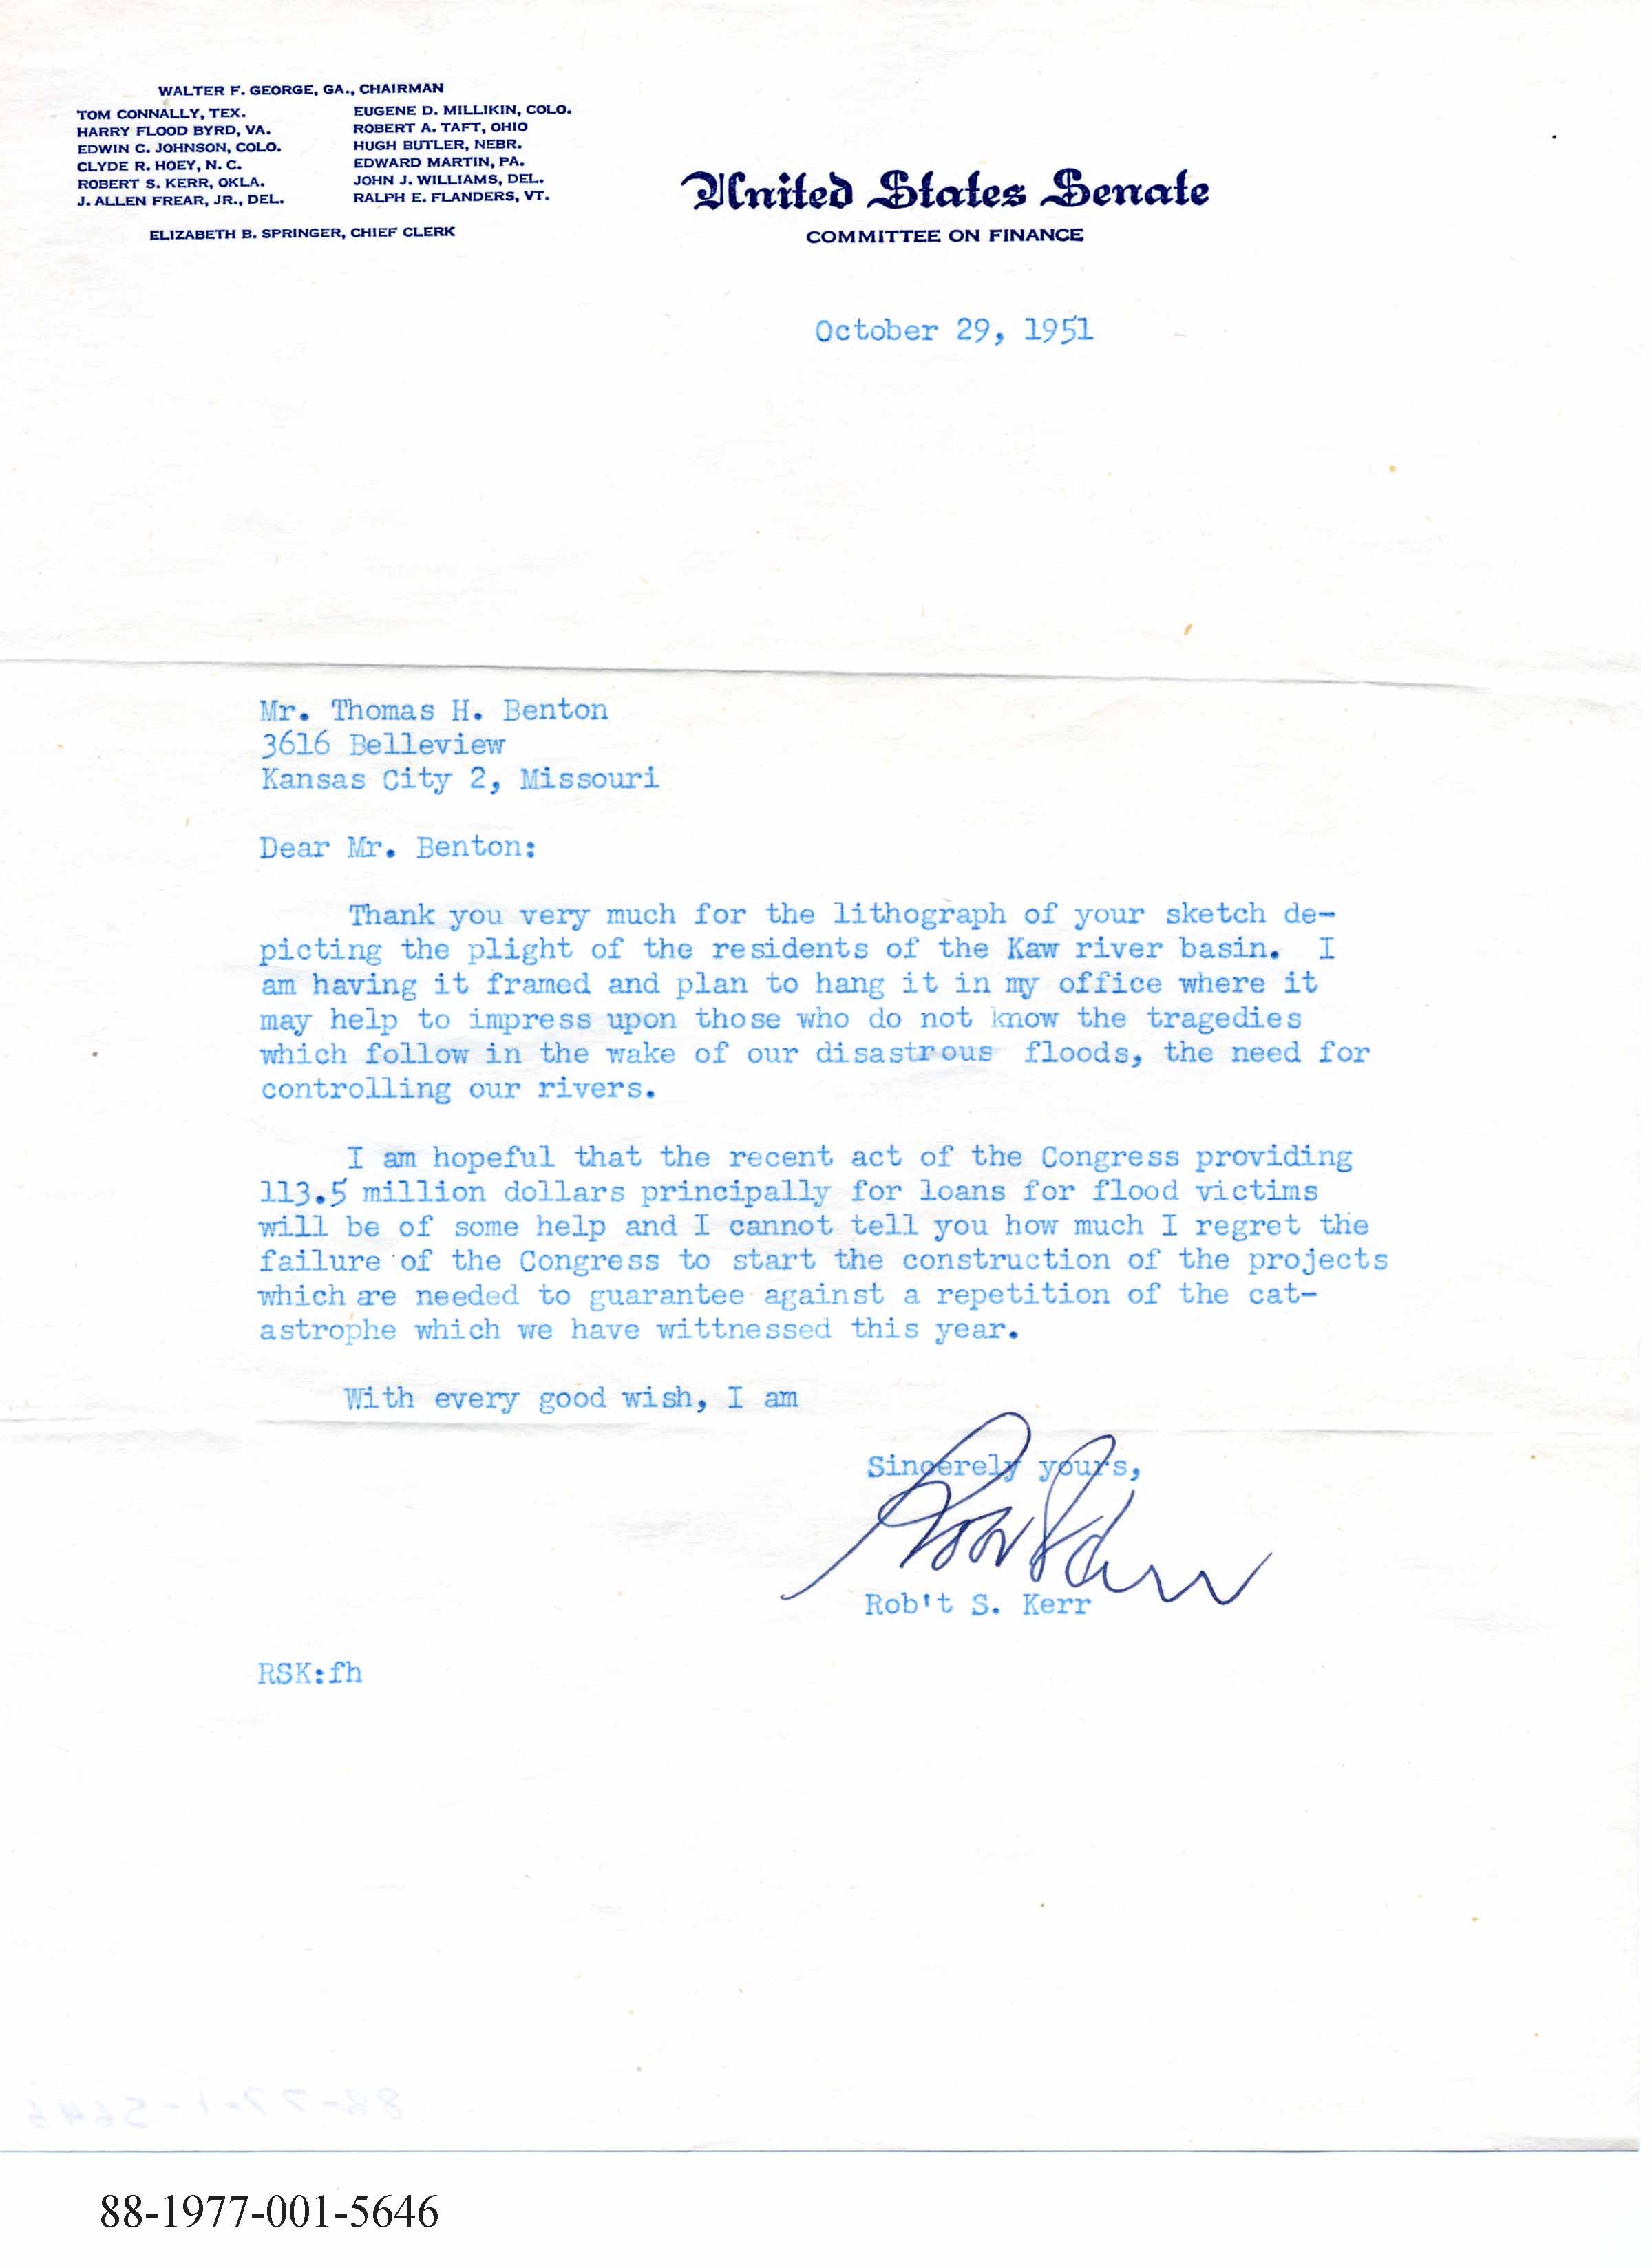 WALTER F. GEORGE, GA., CHAIRMAN
TOM CONNALLY, TEX.
HARRY FLOOD BYRD, VA.
EDWIN C. JOHNSON, COLO.
CLYDE R. HOEY, N. C.
ROBERT S. KERR, OKLA.
J. ALLEN FREAR, JR., DEL.
EUGENE D. MILLIKIN, COLO.
ROBERT A. TAFT, OHIO
HUGH BUTLER, NEBR.
EDWARD MARTIN, PA.
JOHN J. WILLIAMS, DEL.
RALPH E. FLANDERS, VT.
ELIZABETH B. SPRINGER, CHIEF CLERK
United States Senate
COMMITTEE ON FINANCE
October 29, 1951
Mr. Thomas H. Benton
3616 Belleview
Kansas City 2, Missouri
Dear Mr. Benton:
Thank you very much for the lithograph of your sketch de-
picting the plight of the residents of the Kaw river basin. I
am having it framed and plan to hang it in my office where it
may help to impress upon those who do not know the tragedies
which follow in the wake of our disastrous floods, the need for
controlling our rivers.
I am hopeful that the recent act of the Congress providing
113.5 million dollars principally for loans for flood victims
will be of some help and I cannot tell you how much I regret the
failure of the Congress to start the construction of the projects
which are needed to guarantee against a repetition of the cat-
astrophe which we have wittnessed this year.
With every good wish, I am
Sincerely yours,
Rob't S. Kerr
RSK:fh
88-1977-001-5646